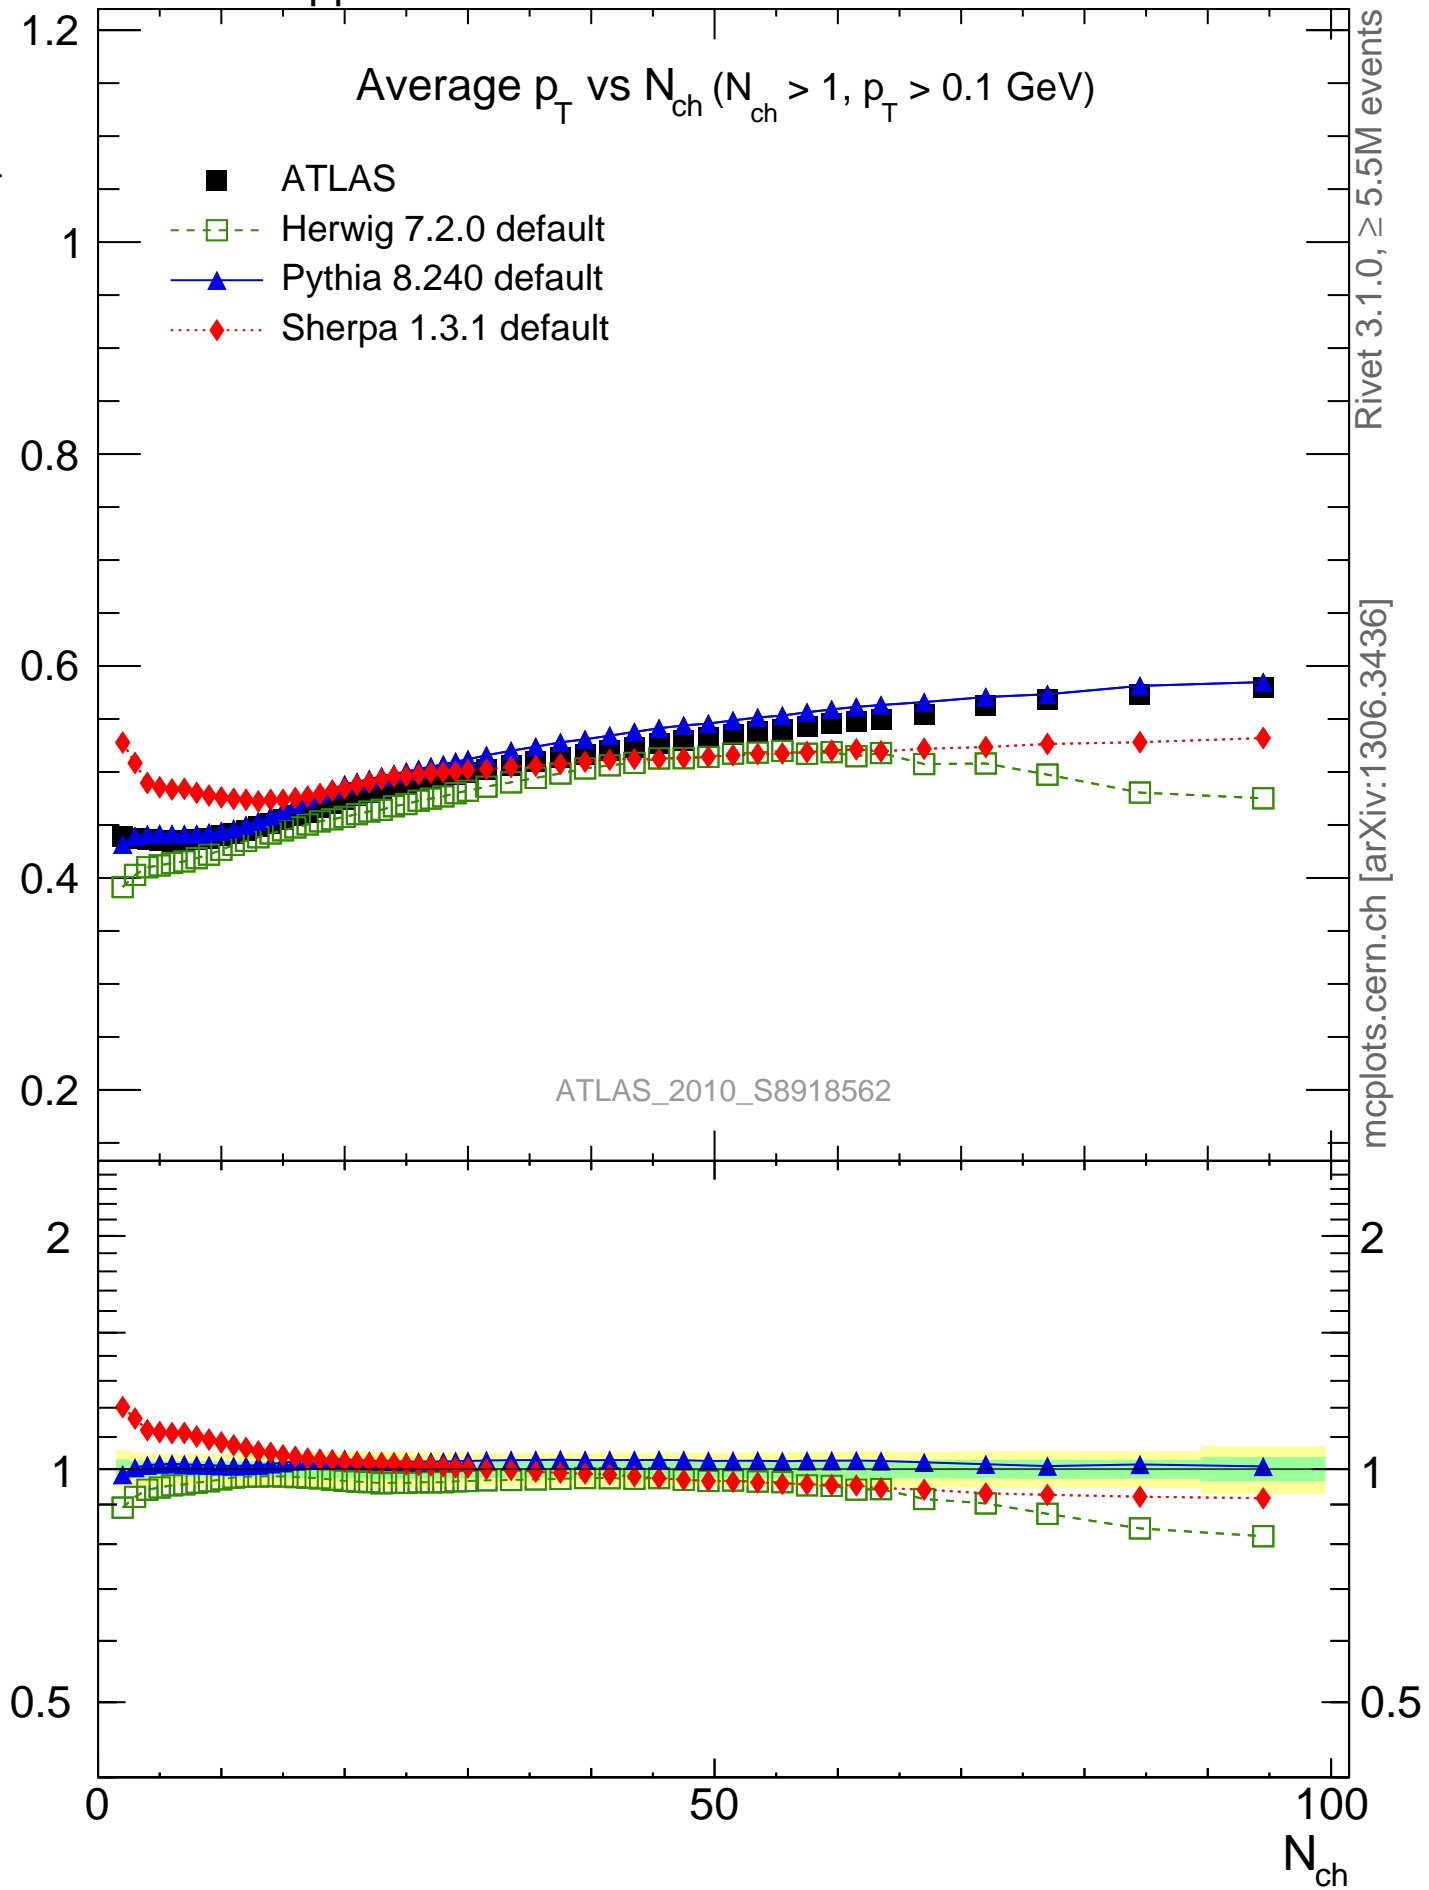 1.2
1
0.8
0.6
0.4
0.2
Average p_T vs N_ch (N_ch > 1, p_T > 0.1 GeV)
ATLAS
Herwig 7.2.0 default
Pythia 8.240 default
Sherpa 1.3.1 default
ATLAS_2010_S8918562
Rivet 3.1.0, ≥ 5.5M events
mcplots.cern.ch [arXiv:1306.3436]
2
1
0.5
2
1
0.5
0
50
100
N_ch